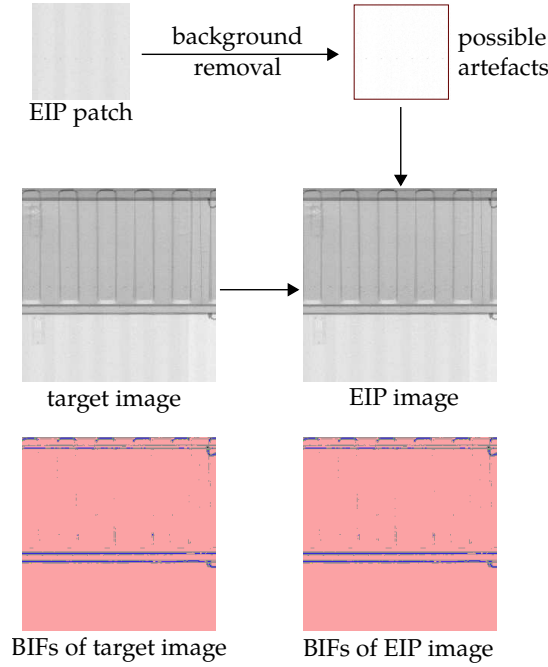 background
removal
possible
artefacts
EIP patch
target image
EIP image
BIFs of target image
BIFs of EIP image